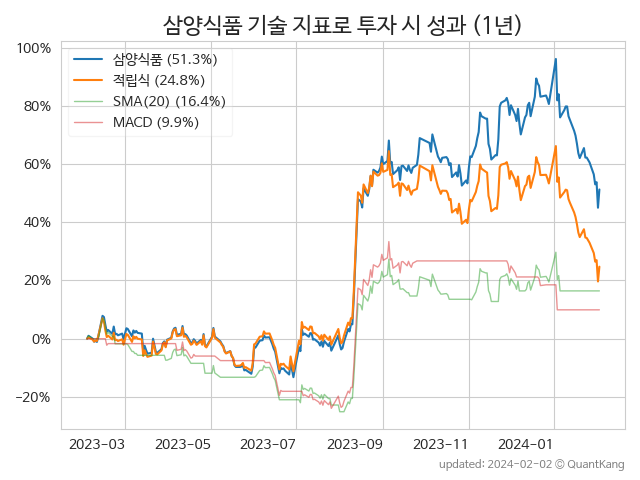 삼양식품 기술 지표로 투자 시 성과 (1년)
삼양식품 (51.3%)
적립식 (24.8%)
SMA(20) (16.4%)
MACD (9.9%)
100%
80%
60%
40%
20%
0%
−20%
2023-03 2023-05 2023-07 2023-09 2023-11 2024-01
updated: 2024-02-02 © QuantKang